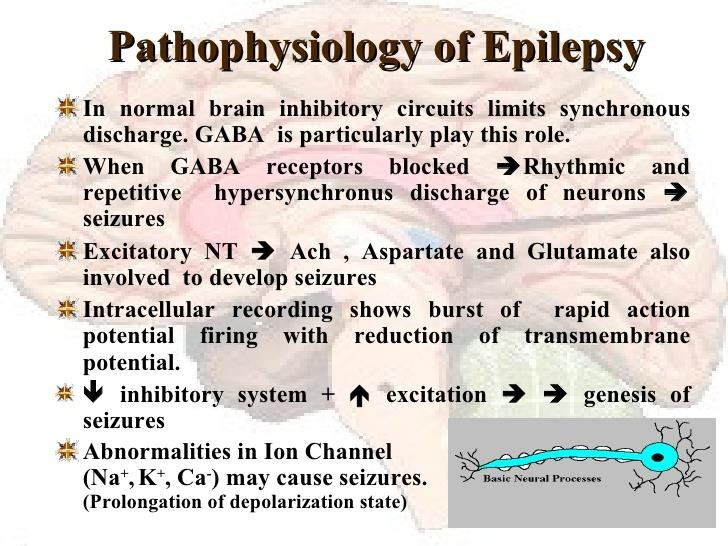 Pathophysiology of Epilepsy
In normal brain inhibitory circuits limits synchronous
discharge. GABA is particularly play this role.
When GABA receptors blocked ➔Rhythmic and
repetitive hypersynchronus discharge of neurons ➔
seizures
Excitatory NT ➔ Ach , Aspartate and Glutamate also
involved to develop seizures
Intracellular recording shows burst of rapid action
potential firing with reduction of transmembrane
potential.
🡫 inhibitory system + 🡩 excitation ➔ ➔ genesis of
seizures
Abnormalities in Ion Channel
(Na⁺, K⁺, Ca⁻) may cause seizures.
(Prolongation of depolarization state)
Basic Neural Processes